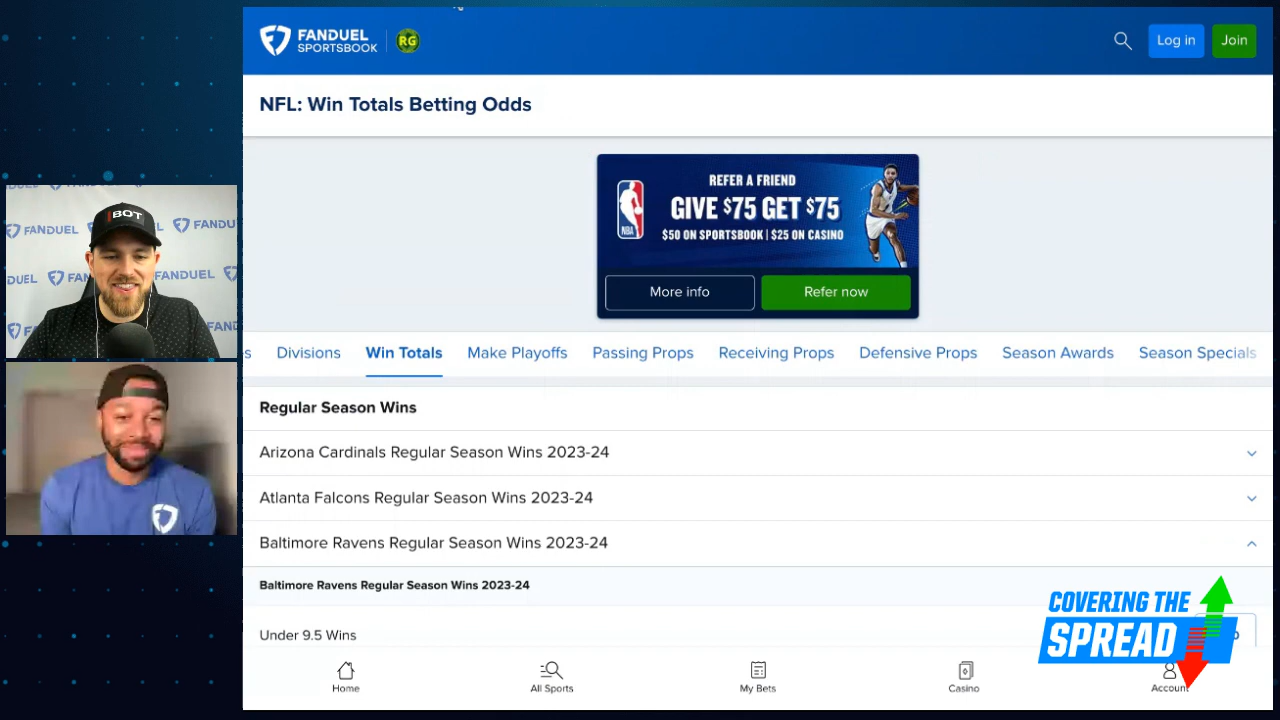 FANDUEL
SPORTSBOOK
RG
Log in
Join
NFL: Win Totals Betting Odds
REFER A FRIEND
GIVE $75 GET $75
$50 ON SPORTSBOOK | $25 ON CASINO
NBA
More info
Refer now
Divisions
Win Totals
Make Playoffs
Passing Props
Receiving Props
Defensive Props
Season Awards
Season Specials
Regular Season Wins
Arizona Cardinals Regular Season Wins 2023-24
Atlanta Falcons Regular Season Wins 2023-24
Baltimore Ravens Regular Season Wins 2023-24
Baltimore Ravens Regular Season Wins 2023-24
Under 9.5 Wins
COVERING THE
SPREAD
Home
All Sports
My Bets
Casino
Account
BOT
FANDUEL
FANDUEL